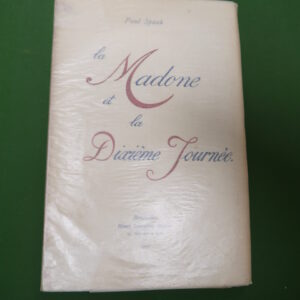 Paul Spaak
la
Madone
et
la
Dixième Journée.